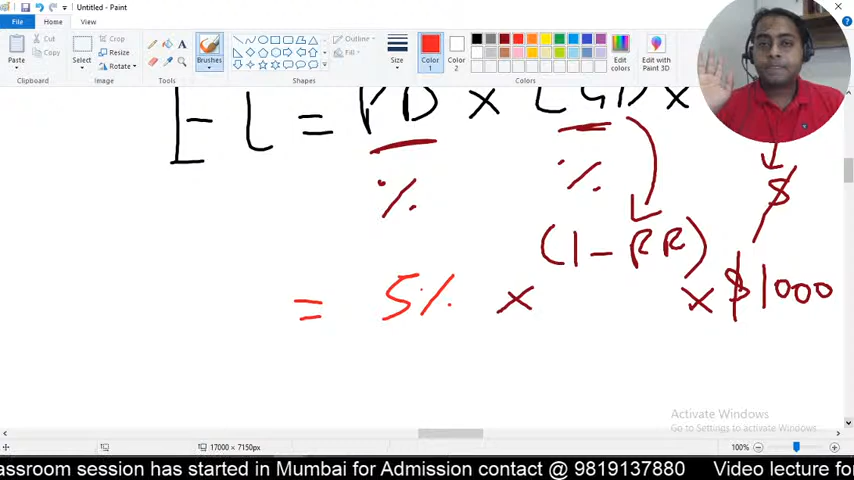 Untitled - Paint
File Home View
Paste
Cut
Copy
Clipboard
Select
Crop
Resize
Rotate
Image
Tools
Brushes
Shapes
Outline
Fill
Size
Color 1
Color 2
Colors
Edit colors
Edit with Paint 3D
EL = PD x LGD x
% % $
(1 - RR)
= 5% x x $1000
Activate Windows
Go to Settings to activate Windows.
17000 × 7150px
100%
assroom session has started in Mumbai for Admission contact @ 9819137880 Video lecture for